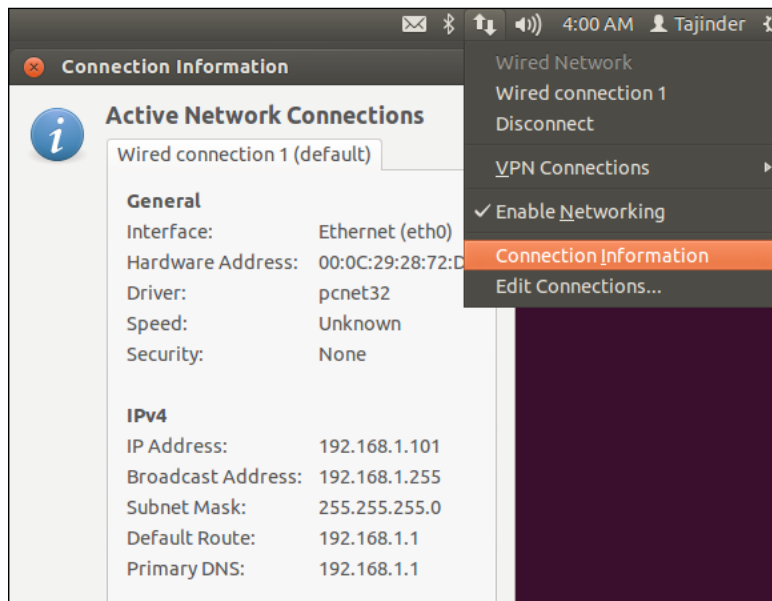 4:00 AM Tajinder
Connection Information
Active Network Connections
Wired connection 1 (default)
General
Interface: Ethernet (eth0)
Hardware Address: 00:0C:29:28:72:
Driver: pcnet32
Speed: Unknown
Security: None
IPv4
IP Address: 192.168.1.101
Broadcast Address: 192.168.1.255
Subnet Mask: 255.255.255.0
Default Route: 192.168.1.1
Primary DNS: 192.168.1.1
Wired Network
Wired connection 1
Disconnect
VPN Connections
Enable Networking
Connection Information
Edit Connections...